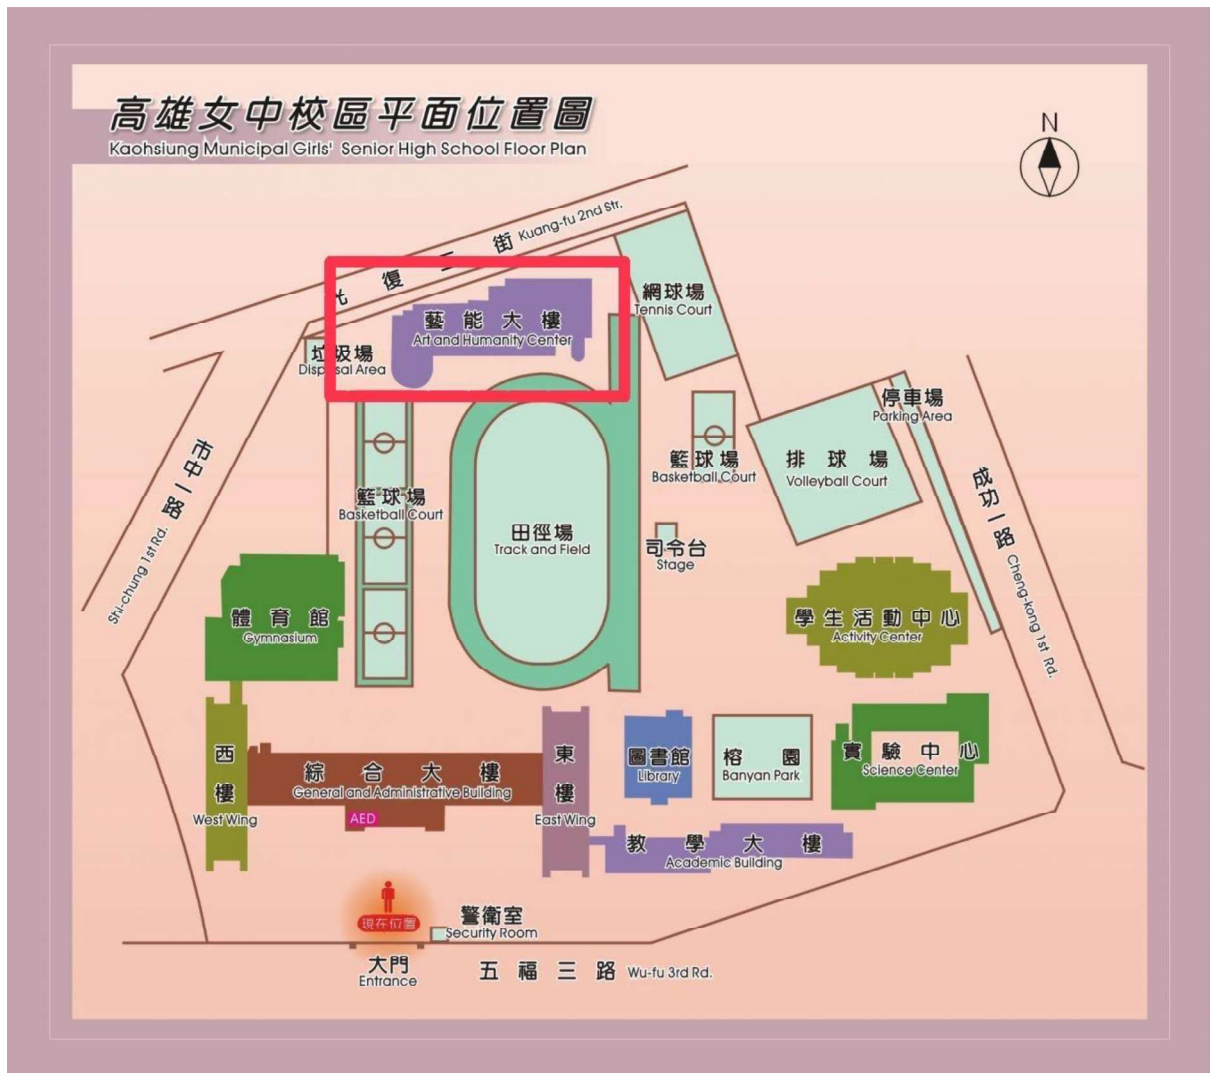 高雄女中校區平面位置圖
Kaohsiung Municipal Girls' Senior High School Floor Plan
N
光復二街 Kuang-fu 2nd Str.
網球場
Tennis Court
藝能大樓
Art and Humanity Center
垃圾場
Disposal Area
停車場
Parking Area
市中一路 Shi-chung 1st Rd.
籃球場
Basketball Court
排球場
Volleyball Court
籃球場
Basketball Court
成功一路 Cheng-kong 1st Rd.
田徑場
Track and Field
司令台
Stage
體育館
Gymnasium
學生活動中心
Activity Center
西樓
West Wing
綜合大樓
General and Administrative Building
AED
東樓
East Wing
圖書館
Library
榕園
Banyan Park
實驗中心
Science Center
教學大樓
Academic Building
現在位置
警衛室
Security Room
大門
Entrance
五福三路 Wu-fu 3rd Rd.